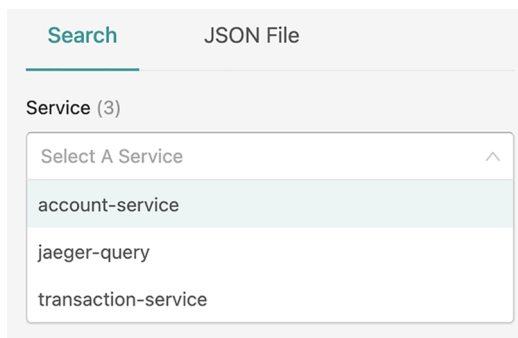 Search JSON File
Service (3)
Select A Service
account-service
jaeger-query
transaction-service